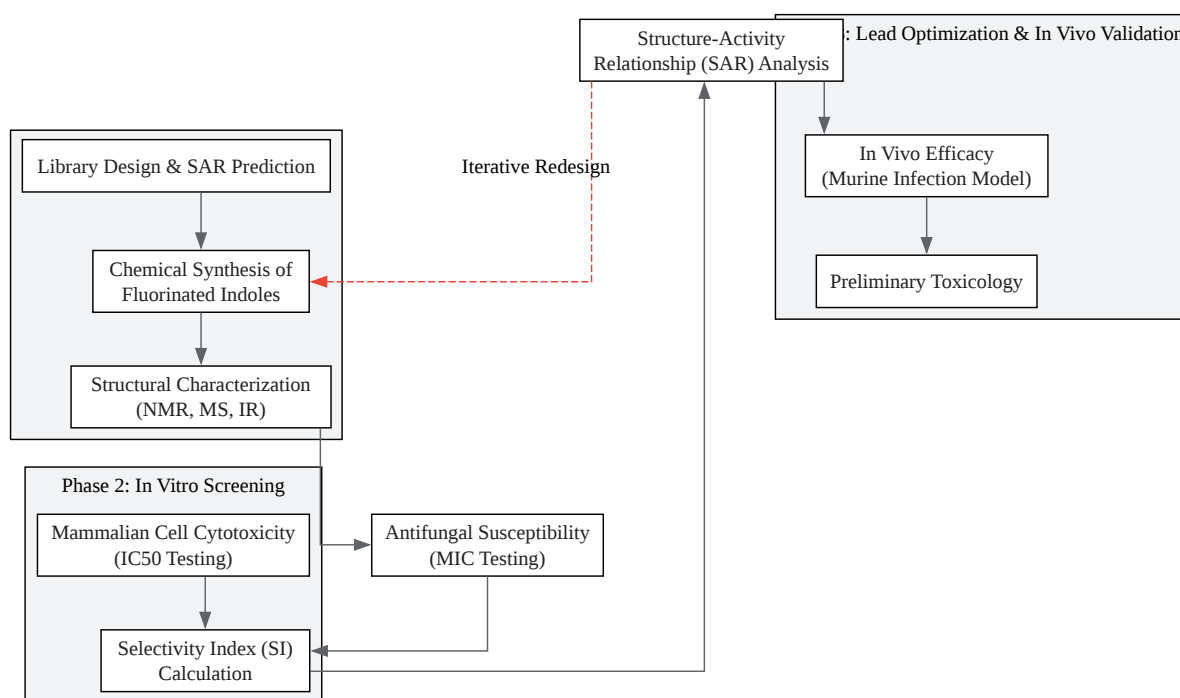 Structure-Activity
Relationship (SAR) Analysis
: Lead Optimization & In Vivo Validation
Library Design & SAR Prediction
Iterative Redesign
In Vivo Efficacy
(Murine Infection Model)
Chemical Synthesis of
Fluorinated Indoles
Preliminary Toxicology
Structural Characterization
(NMR, MS, IR)
Phase 2: In Vitro Screening
Mammalian Cell Cytotoxicity
(IC50 Testing)
Antifungal Susceptibility
(MIC Testing)
Selectivity Index (SI)
Calculation